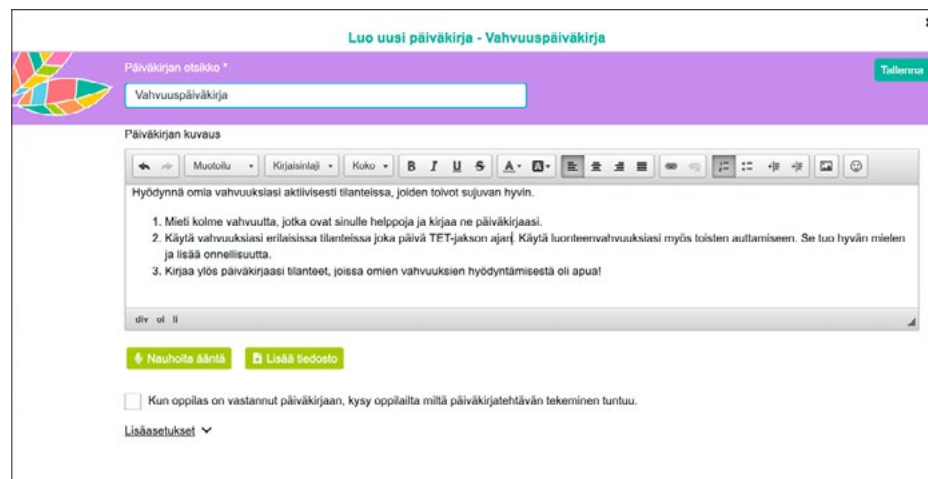 Luo uusi päiväkirja - Vahvuuspäiväkirja
Päiväkirjan otsikko *
Tallenna
Vahvuuspäiväkirja
Päiväkirjan kuvaus
Muotoilu Kirjaisinlaji Koko B I U S A A
Hyödynnä omia vahvuuksiasi aktiivisesti tilanteissa, joiden toivot sujuvan hyvin.
1. Mieti kolme vahvuutta, jotka ovat sinulle helppoja ja kirjaa ne päiväkirjaasi.
2. Käytä vahvuuksiasi erilaisissa tilanteissa joka päivä TET-jakson ajan. Käytä luonteenvahvuuksiasi myös toisten auttamiseen. Se tuo hyvän mielen
ja lisää onnellisuutta.
3. Kirjaa ylös päiväkirjaasi tilanteet, joissa omien vahvuuksien hyödyntämisestä oli apua!
div ol li
Nauhoita ääntä Lisää tiedosto
Kun oppilas on vastannut päiväkirjaan, kysy oppilailta miltä päiväkirjatehtävän tekeminen tuntuu.
Lisäasetukset